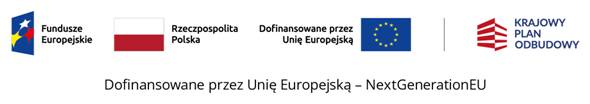 Fundusze
Europejskie
Rzeczpospolita
Polska
Dofinansowane przez
Unię Europejską
KRAJOWY
PLAN
ODBUDOWY
Dofinansowane przez Unię Europejską – NextGenerationEU